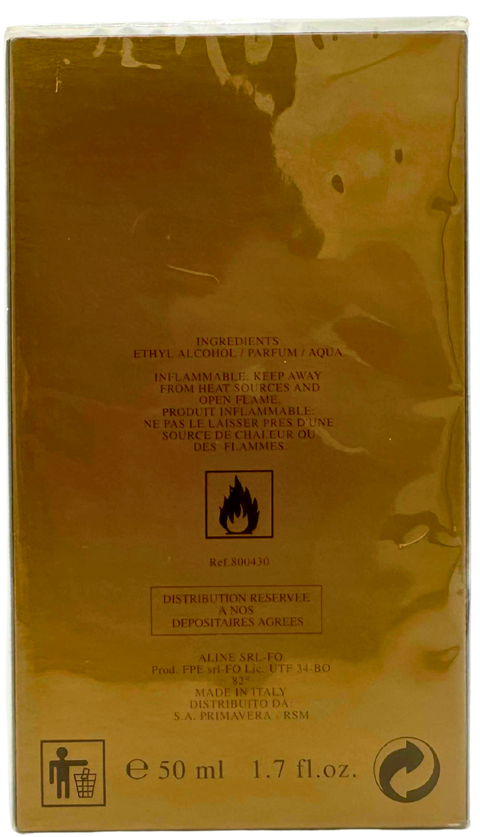 INGREDIENTS
ETHYL ALCOHOL / PARFUM / AQUA
INFLAMMABLE: KEEP AWAY
FROM HEAT SOURCES AND
OPEN FLAME.
PRODUIT INFLAMMABLE:
NE PAS LE LAISSER PRES D'UNE
SOURCE DE CHALEUR OU
DES FLAMMES.
Ref.800430
DISTRIBUTION RESERVEE
A NOS
DEPOSITAIRES AGREES
ALINE SRL-FO
Prod. FPE srl-FO Lic. UTF 34-BO
82°
MADE IN ITALY
DISTRIBUITO DA:
S.A. PRIMAVERA - RSM
℮ 50 ml 1.7 fl.oz.